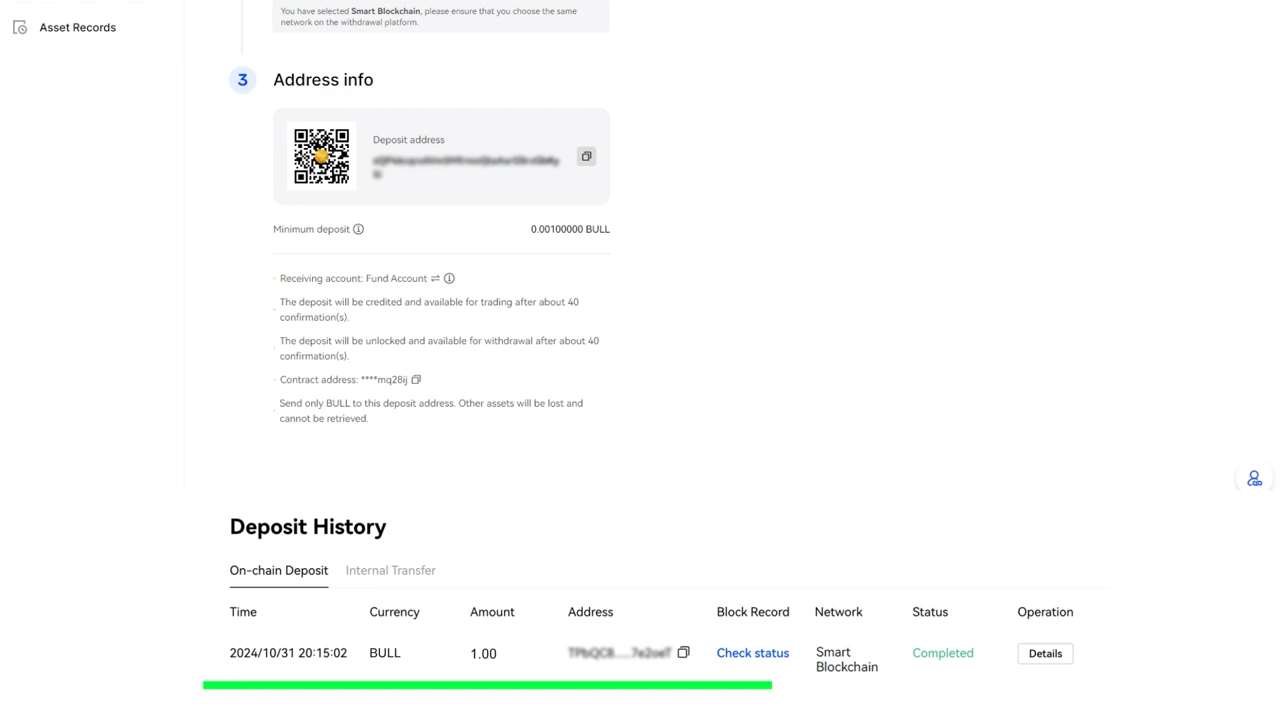 You have selected Smart Blockchain, please ensure that you choose the same
network on the withdrawal platform.
Asset Records
3 Address info
Deposit address
Minimum deposit 0.00100000 BULL
· Receiving account: Fund Account
· The deposit will be credited and available for trading after about 40
confirmation(s).
· The deposit will be unlocked and available for withdrawal after about 40
confirmation(s).
· Contract address: ****mq28ij
· Send only BULL to this deposit address. Other assets will be lost and
cannot be retrieved.
Deposit History
On-chain Deposit Internal Transfer
Time Currency Amount Address Block Record Network Status Operation
2024/10/31 20:15:02 BULL 1.00 Check status Smart Completed Details
Blockchain